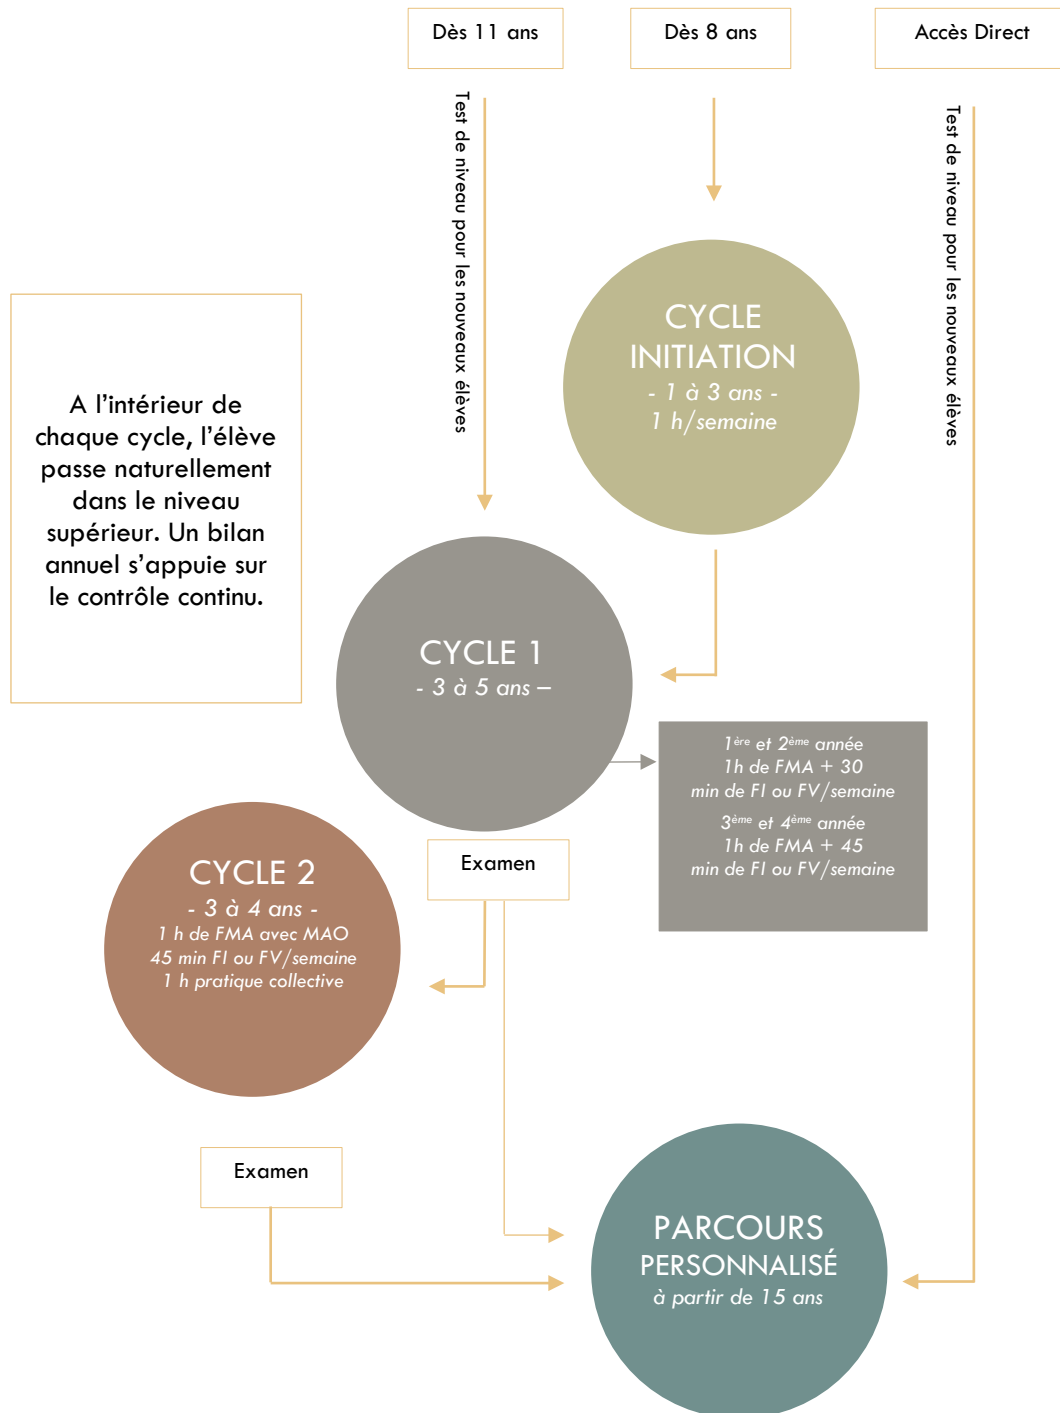 Dès 11 ans
Dès 8 ans
Accès Direct
Test de niveau pour les nouveaux élèves
Test de niveau pour les nouveaux élèves
CYCLE
INITIATION
- 1 à 3 ans -
1 h/semaine
A l’intérieur de
chaque cycle, l’élève
passe naturellement
dans le niveau
supérieur. Un bilan
annuel s’appuie sur
le contrôle continu.
CYCLE 1
- 3 à 5 ans –
1ère et 2ème année
1h de FMA + 30
min de FI ou FV/semaine
3ème et 4ème année
1h de FMA + 45
min de FI ou FV/semaine
Examen
CYCLE 2
- 3 à 4 ans -
1 h de FMA avec MAO
45 min FI ou FV/semaine
1 h pratique collective
Examen
PARCOURS
PERSONNALISÉ
à partir de 15 ans